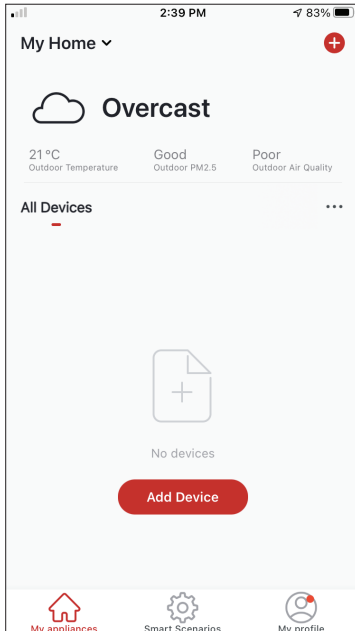 2:39 PM 83%
My Home
Overcast
21 °C Good Poor
Outdoor Temperature Outdoor PM2.5 Outdoor Air Quality
All Devices
No devices
Add Device
My appliances Smart Scenarios My profile